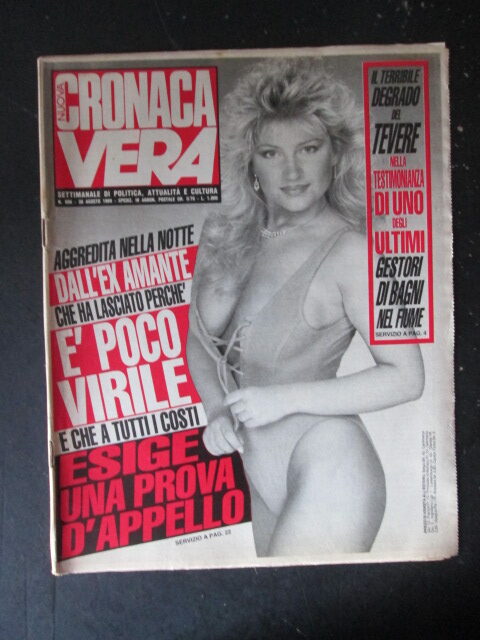 NUOVA
CRONACA
VERA
SETTIMANALE DI POLITICA, ATTUALITÀ E CULTURA
AGGREDITA NELLA NOTTE
DALL'EX AMANTE
CHE HA LASCIATO PERCHE'
E' POCO
VIRILE
E CHE A TUTTI I COSTI
ESIGE
UNA PROVA
D'APPELLO
SERVIZIO A PAG. 22
IL TERRIBILE
DEGRADO
DEL
TEVERE
NELLA
TESTIMONIANZA
DI UNO
DEGLI
ULTIMI
GESTORI
DI BAGNI
NEL FIUME
SERVIZIO A PAG. 4